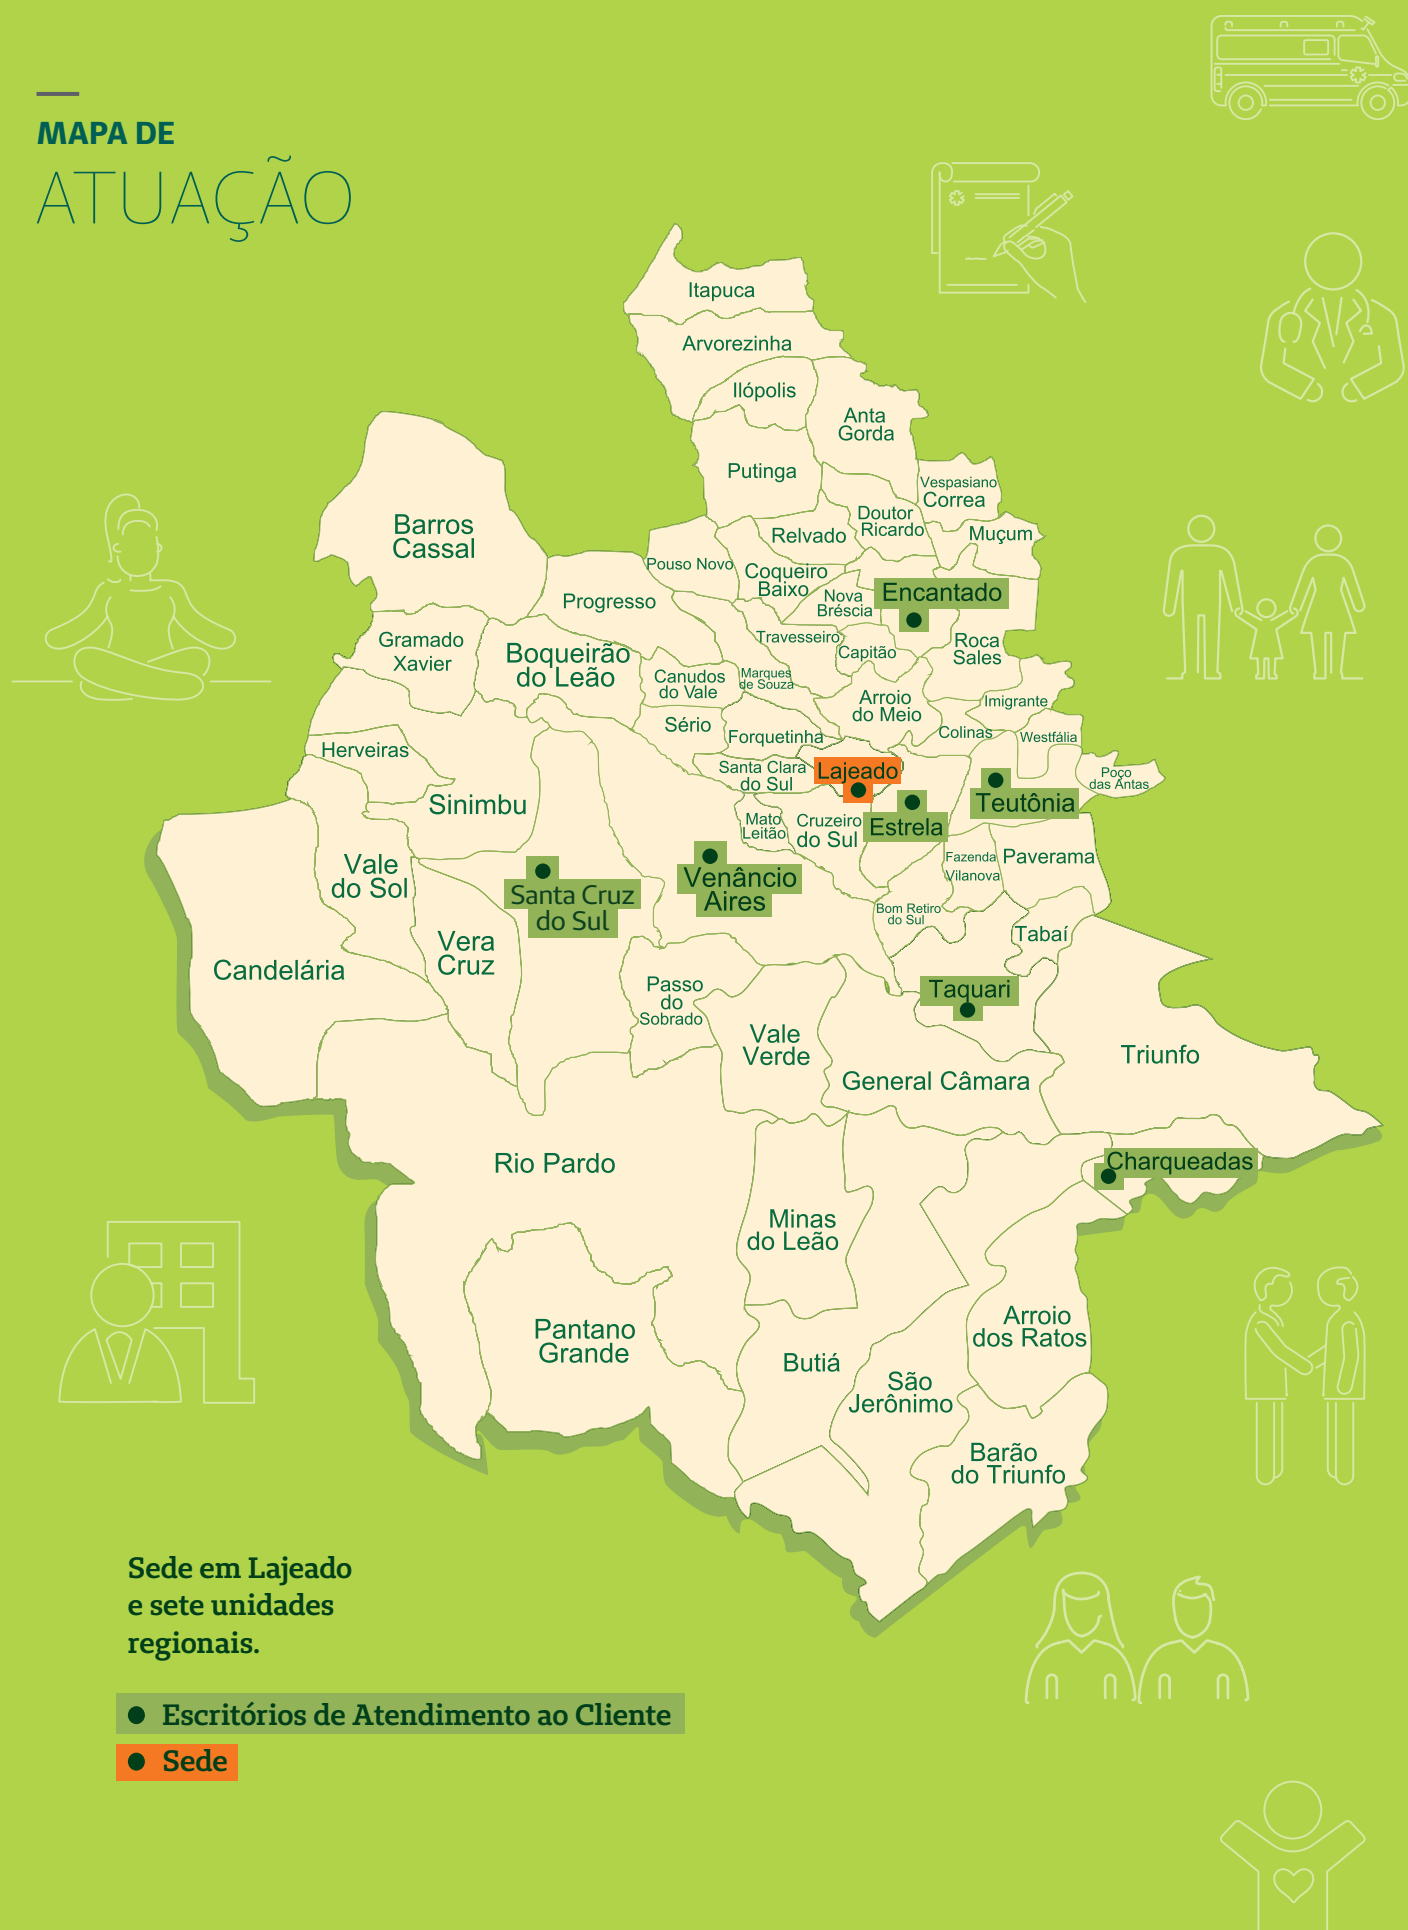 MAPA DE
ATUAÇÃO
Itapuca
Arvorezinha
Ilópolis
Anta
Gorda
Putinga
Vespasiano
Correa
Barros
Cassal
Doutor
Ricardo
Relvado
Muçum
Pouso Novo
Coqueiro
Baixo
Nova
Bréscia
Encantado
Progresso
Gramado
Xavier
Boqueirão
do Leão
Travesseiro
Capitão
Roca
Sales
Canudos
do Vale
Marques
de Souza
Arroio
do Meio
Imigrante
Sério
Forquetinha
Colinas
Westfália
Herveiras
Santa Clara
do Sul
Lajeado
Poço
das Antas
Sinimbu
Teutônia
Mato
Leitão
Cruzeiro
do Sul
Estrela
Vale
do Sol
Fazenda
Vilanova
Paverama
Santa Cruz
do Sul
Venâncio
Aires
Bom Retiro
do Sul
Tabaí
Vera
Cruz
Candelária
Passo
do
Sobrado
Taquari
Vale
Verde
Triunfo
General Câmara
Rio Pardo
Charqueadas
Minas
do Leão
Arroio
dos Ratos
Pantano
Grande
Butiá
São
Jerônimo
Barão
do Triunfo
Sede em Lajeado
e sete unidades
regionais.
Escritórios de Atendimento ao Cliente
Sede